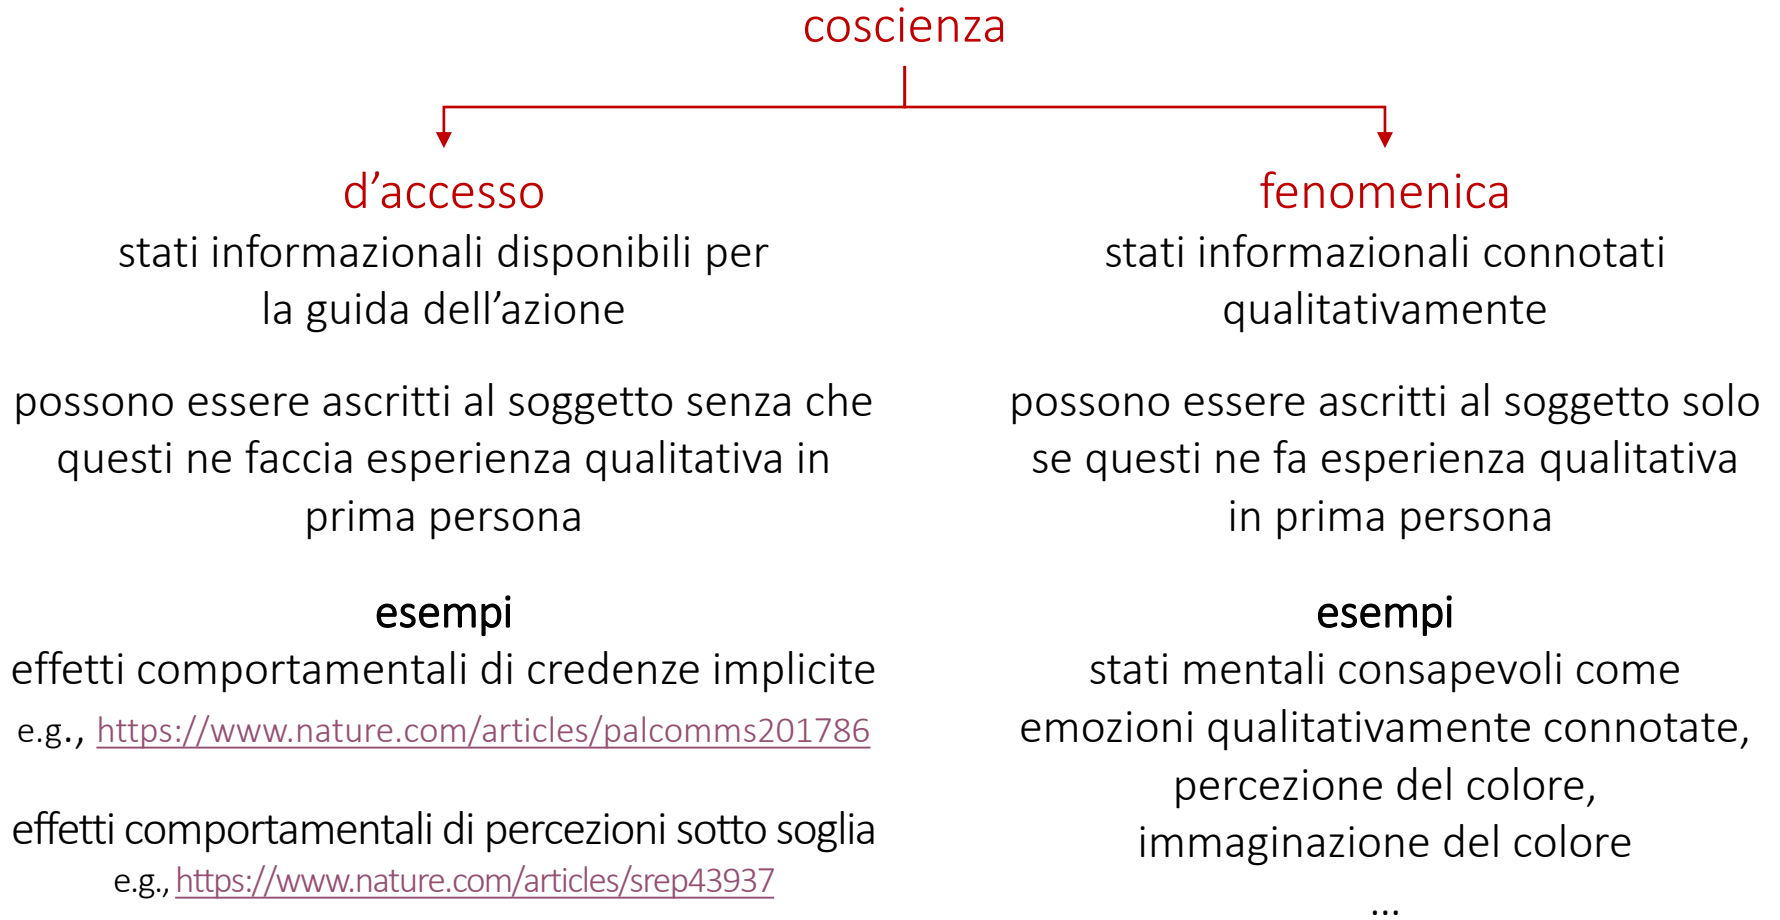 coscienza
d’accesso
stati informazionali disponibili per
la guida dell’azione
possono essere ascritti al soggetto senza che
questi ne faccia esperienza qualitativa in
prima persona
esempi
effetti comportamentali di credenze implicite
e.g., https://www.nature.com/articles/palcomms201786
effetti comportamentali di percezioni sotto soglia
e.g., https://www.nature.com/articles/srep43937
fenomenica
stati informazionali connotati
qualitativamente
possono essere ascritti al soggetto solo
se questi ne fa esperienza qualitativa
in prima persona
esempi
stati mentali consapevoli come
emozioni qualitativamente connotate,
percezione del colore,
immaginazione del colore
...